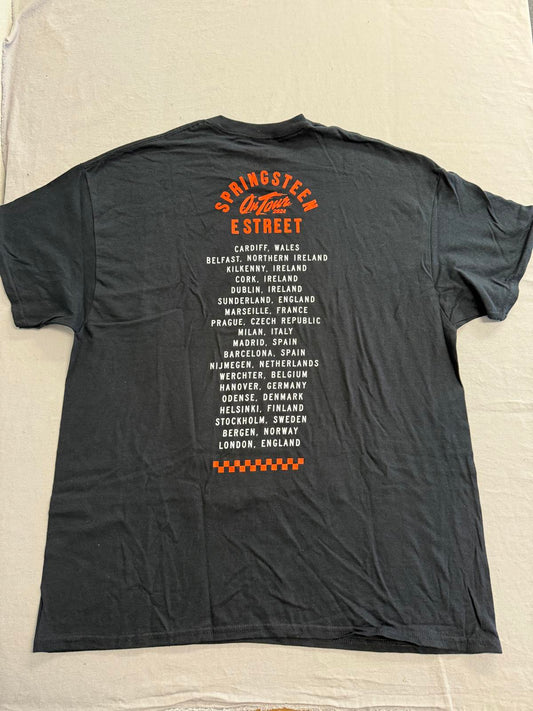 SPRINGSTEEN
On Tour
E STREET
CARDIFF, WALES
BELFAST, NORTHERN IRELAND
KILKENNY, IRELAND
CORK, IRELAND
DUBLIN, IRELAND
SUNDERLAND, ENGLAND
MARSEILLE, FRANCE
PRAGUE, CZECH REPUBLIC
MILAN, ITALY
MADRID, SPAIN
BARCELONA, SPAIN
NIJMEGEN, NETHERLANDS
WERCHTER, BELGIUM
HANOVER, GERMANY
ODENSE, DENMARK
HELSINKI, FINLAND
STOCKHOLM, SWEDEN
BERGEN, NORWAY
LONDON, ENGLAND